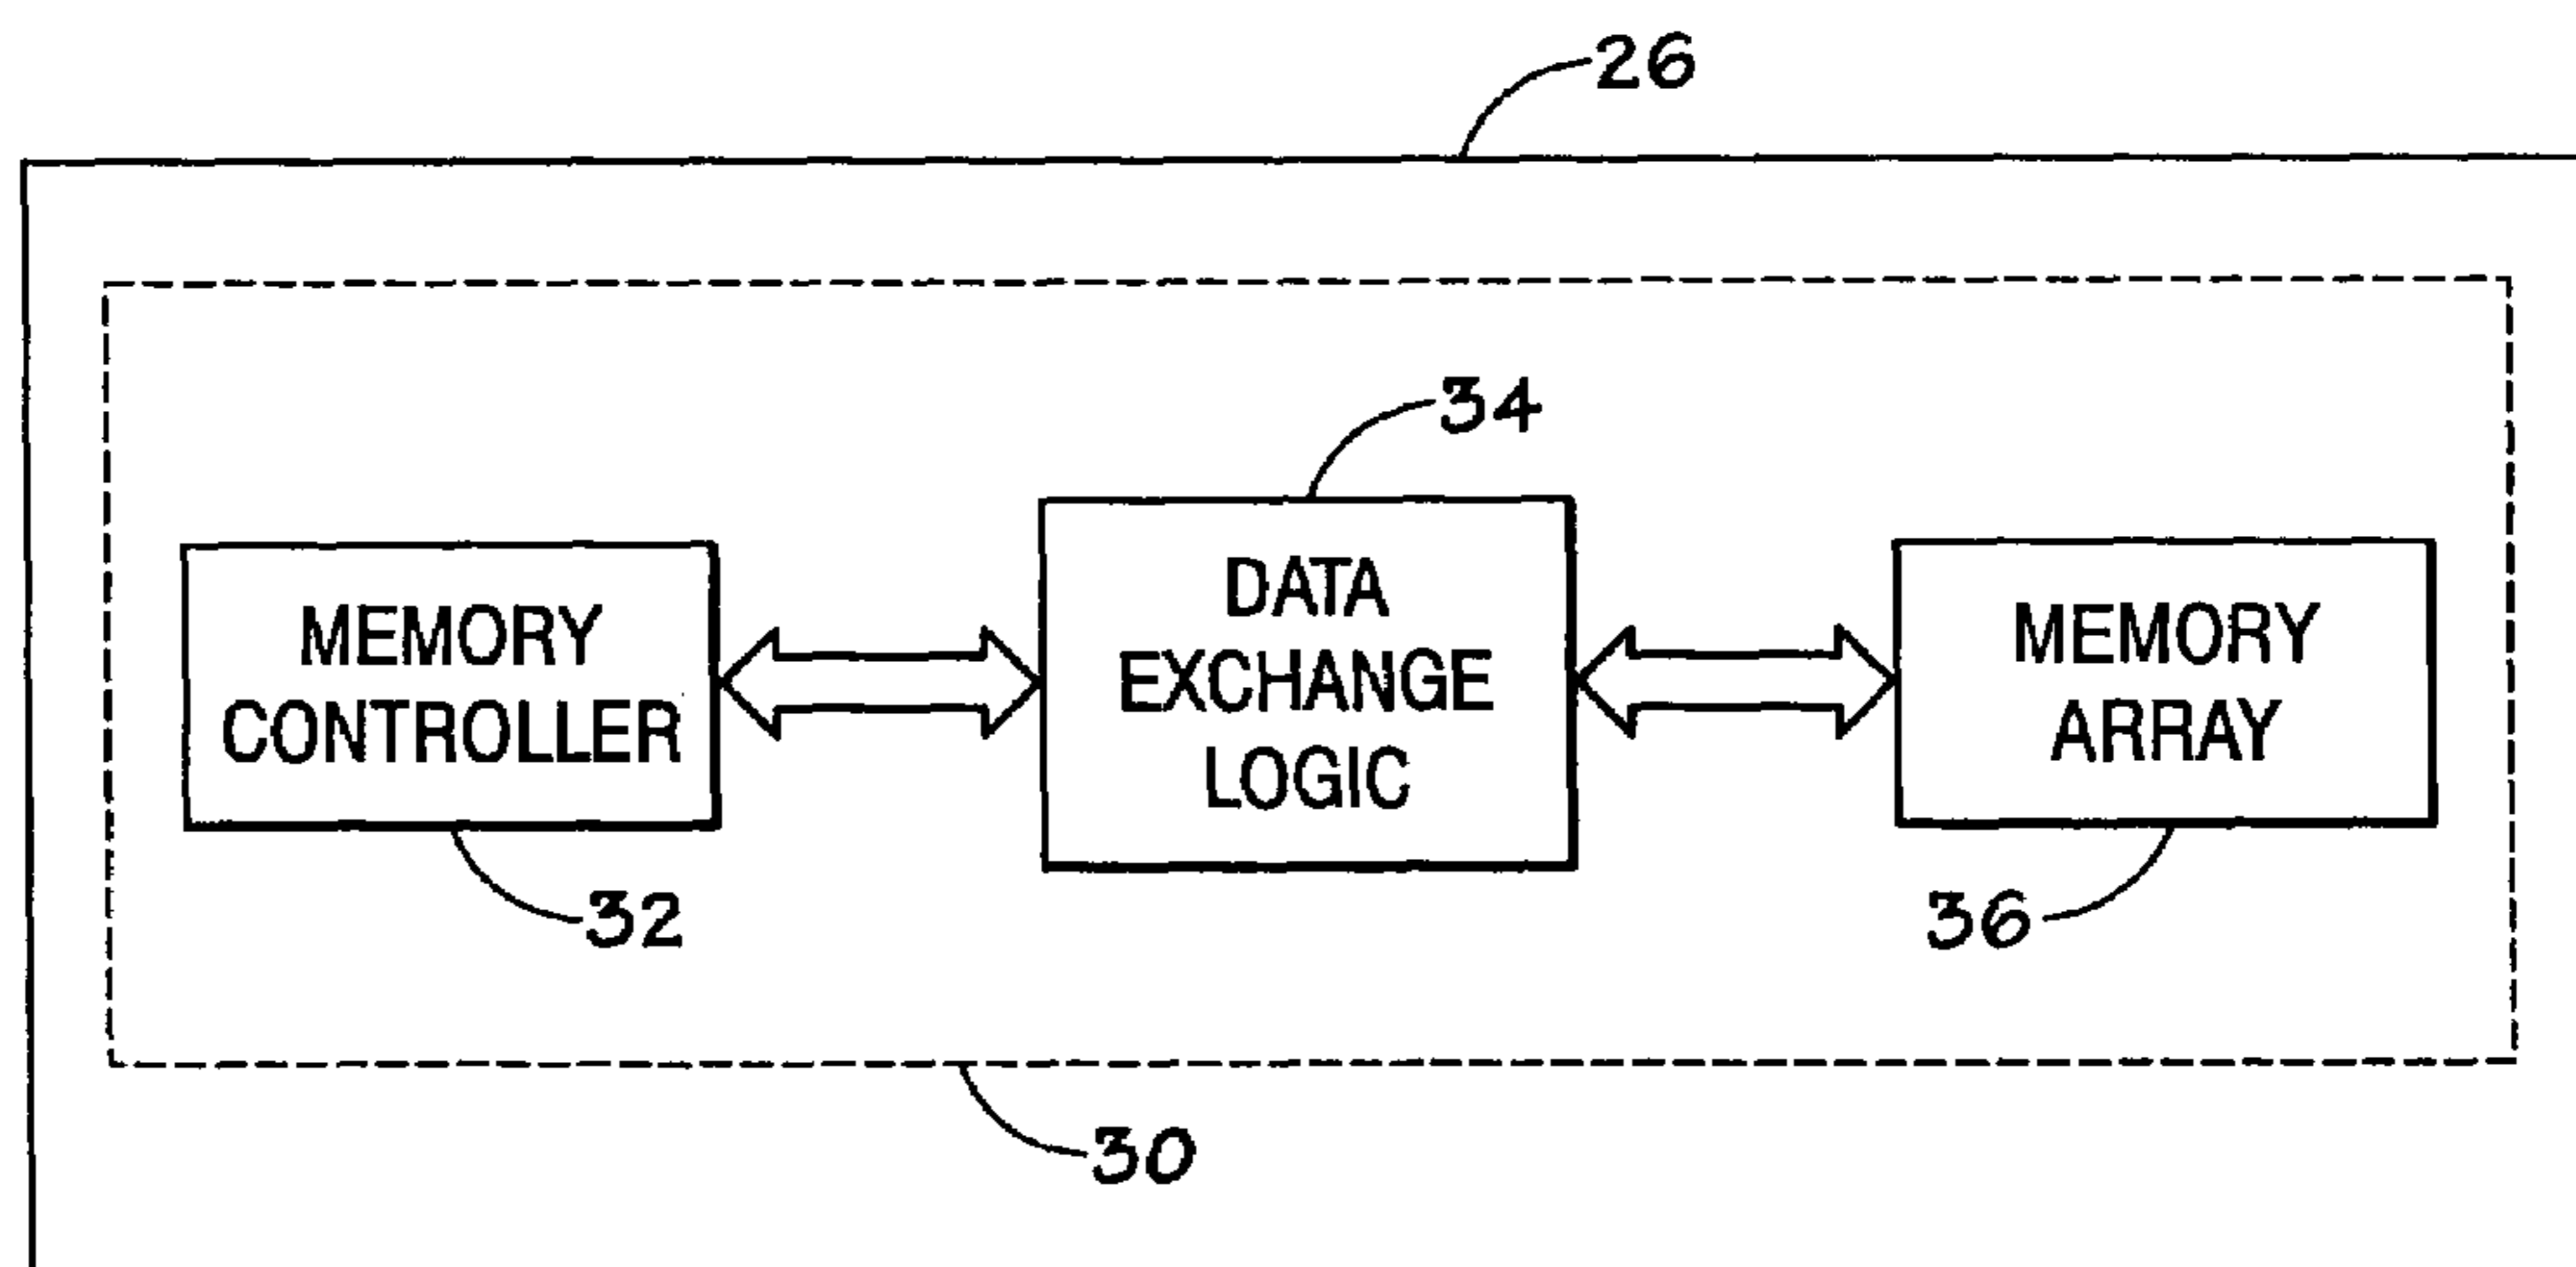 26
34
MEMORY
CONTROLLER
DATA
EXCHANGE
LOGIC
MEMORY
ARRAY
32
36
30